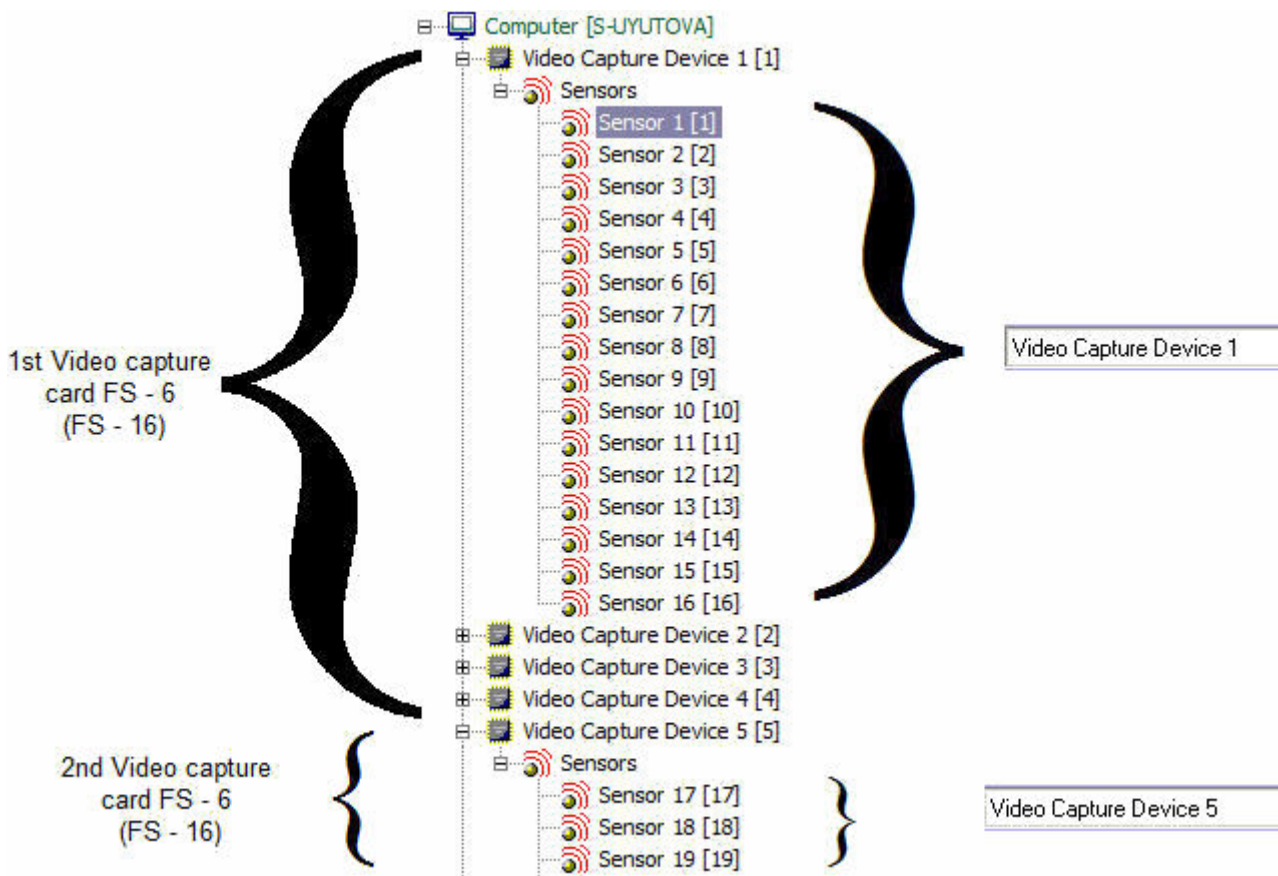 Computer [S-UYUTOVA]
Video Capture Device 1 [1]
Sensors
Sensor 1 [1]
Sensor 2 [2]
Sensor 3 [3]
Sensor 4 [4]
Sensor 5 [5]
Sensor 6 [6]
Sensor 7 [7]
Sensor 8 [8]
Sensor 9 [9]
Sensor 10 [10]
Sensor 11 [11]
Sensor 12 [12]
Sensor 13 [13]
Sensor 14 [14]
Sensor 15 [15]
Sensor 16 [16]
Video Capture Device 2 [2]
Video Capture Device 3 [3]
Video Capture Device 4 [4]
Video Capture Device 5 [5]
Sensors
Sensor 17 [17]
Sensor 18 [18]
Sensor 19 [19]
1st Video capture
card FS - 6
(FS - 16)
2nd Video capture
card FS - 6
(FS - 16)
Video Capture Device 1
Video Capture Device 5